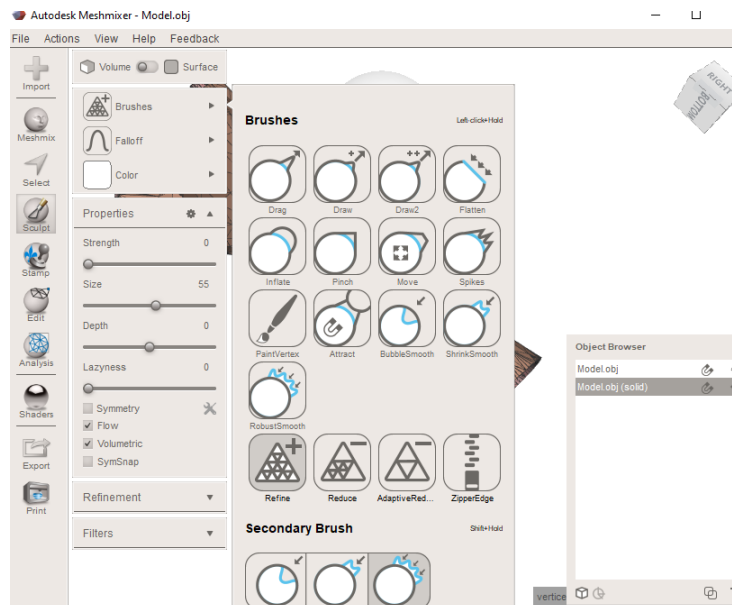 Autodesk Meshmixer - Model.obj
File Actions View Help Feedback
Import
Meshmix
Select
Sculpt
Stamp
Edit
Analysis
Shaders
Export
Print
Volume Surface
Brushes
Falloff
Color
Properties
Strength 0
Size 55
Depth 0
Lazyness 0
Symmetry
Flow
Volumetric
SymSnap
Refinement
Filters
Brushes Left-click+Hold
Drag Draw Draw2 Flatten
Inflate Pinch Move Spikes
PaintVertex Attract BubbleSmooth ShrinkSmooth
RobustSmooth
Refine Reduce AdaptiveRed... ZipperEdge
Secondary Brush Shift+Hold
RIGHT
BOTTOM
Object Browser
Model.obj
Model.obj (solid)
vertice